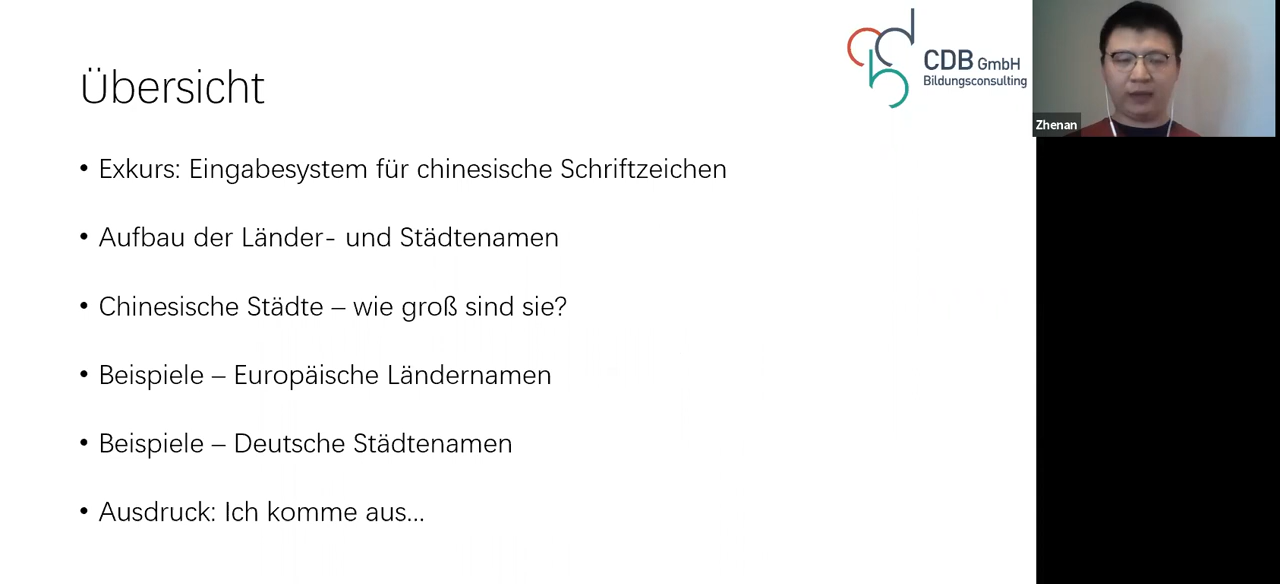 Übersicht
CDB GmbH
Bildungsconsulting
Zhenan
• Exkurs: Eingabesystem für chinesische Schriftzeichen
• Aufbau der Länder- und Städtenamen
• Chinesische Städte – wie groß sind sie?
• Beispiele – Europäische Ländernamen
• Beispiele – Deutsche Städtenamen
• Ausdruck: Ich komme aus...